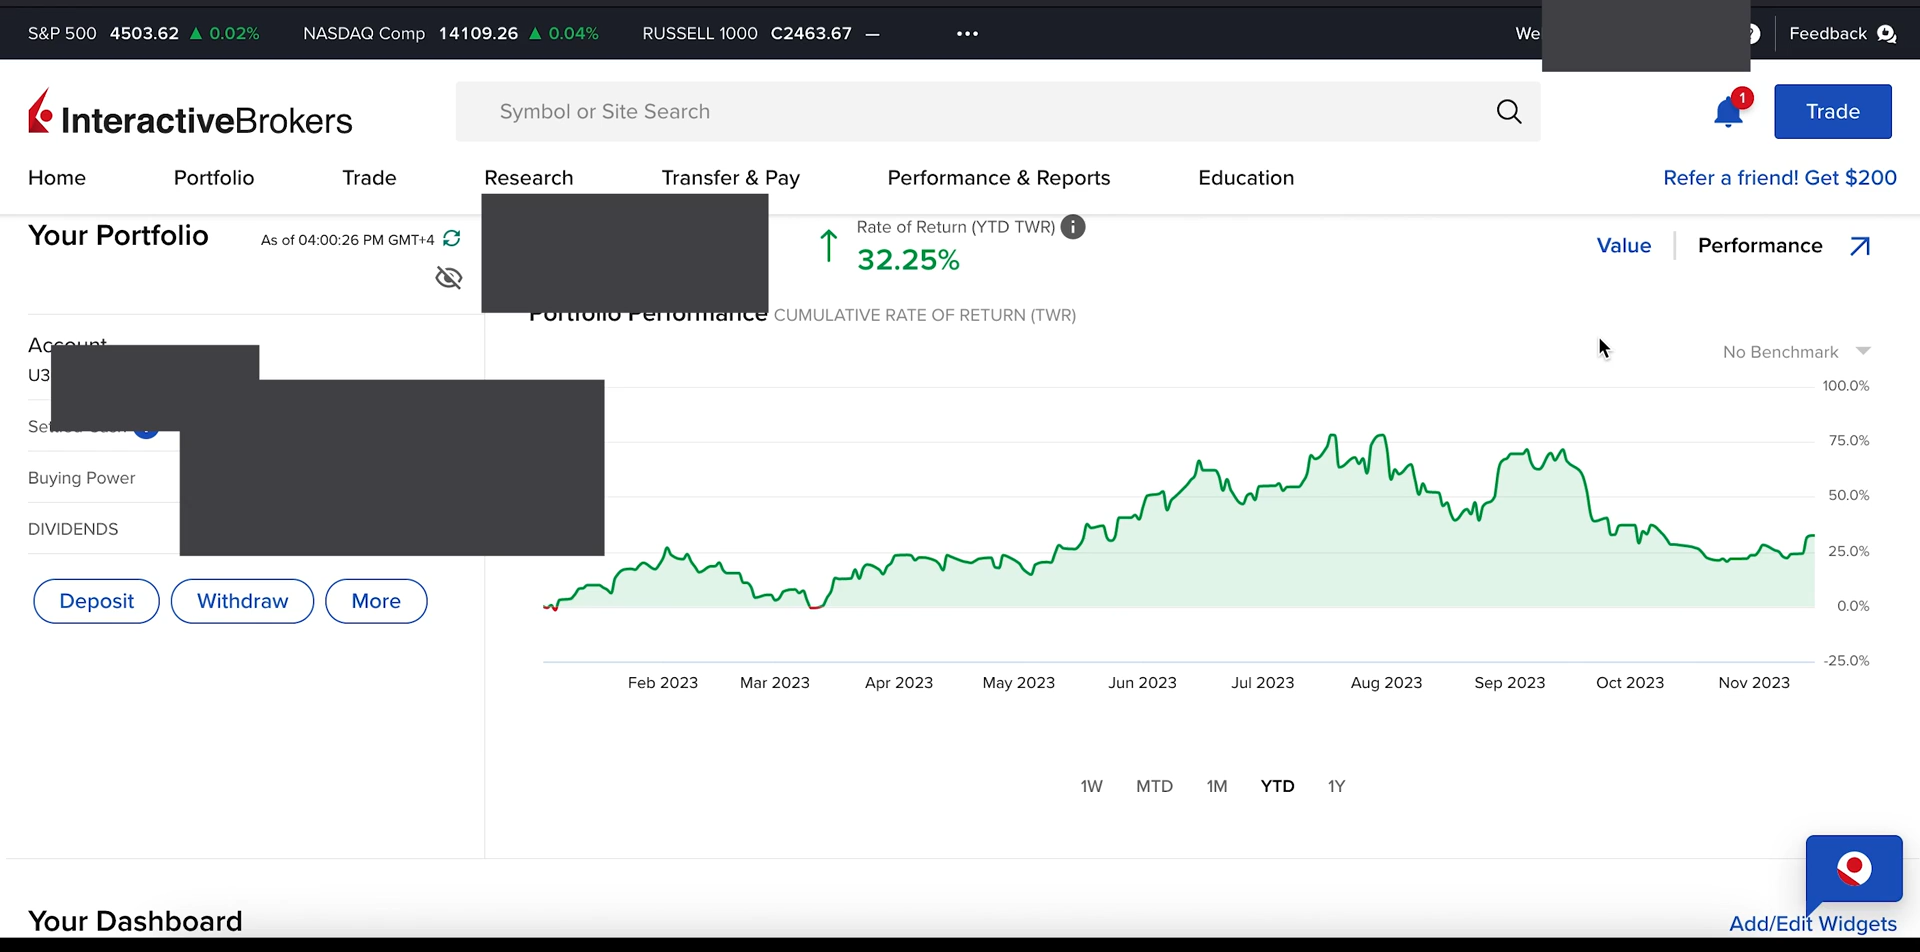 S&P 500 4503.62 ▲ 0.02% NASDAQ Comp 14109.26 ▲ 0.04% RUSSELL 1000 C2463.67 — ••• We ? Feedback
InteractiveBrokers Symbol or Site Search 1 Trade
Home Portfolio Trade Research Transfer & Pay Performance & Reports Education Refer a friend! Get $200
Your Portfolio As of 04:00:26 PM GMT+4
Rate of Return (YTD TWR) i
32.25%
Value Performance
Portfolio Performance CUMULATIVE RATE OF RETURN (TWR)
Account
U3
No Benchmark
Buying Power
DIVIDENDS
Deposit Withdraw More
100.0%
75.0%
50.0%
25.0%
0.0%
-25.0%
Feb 2023 Mar 2023 Apr 2023 May 2023 Jun 2023 Jul 2023 Aug 2023 Sep 2023 Oct 2023 Nov 2023
1W MTD 1M YTD 1Y
Your Dashboard
Add/Edit Widgets